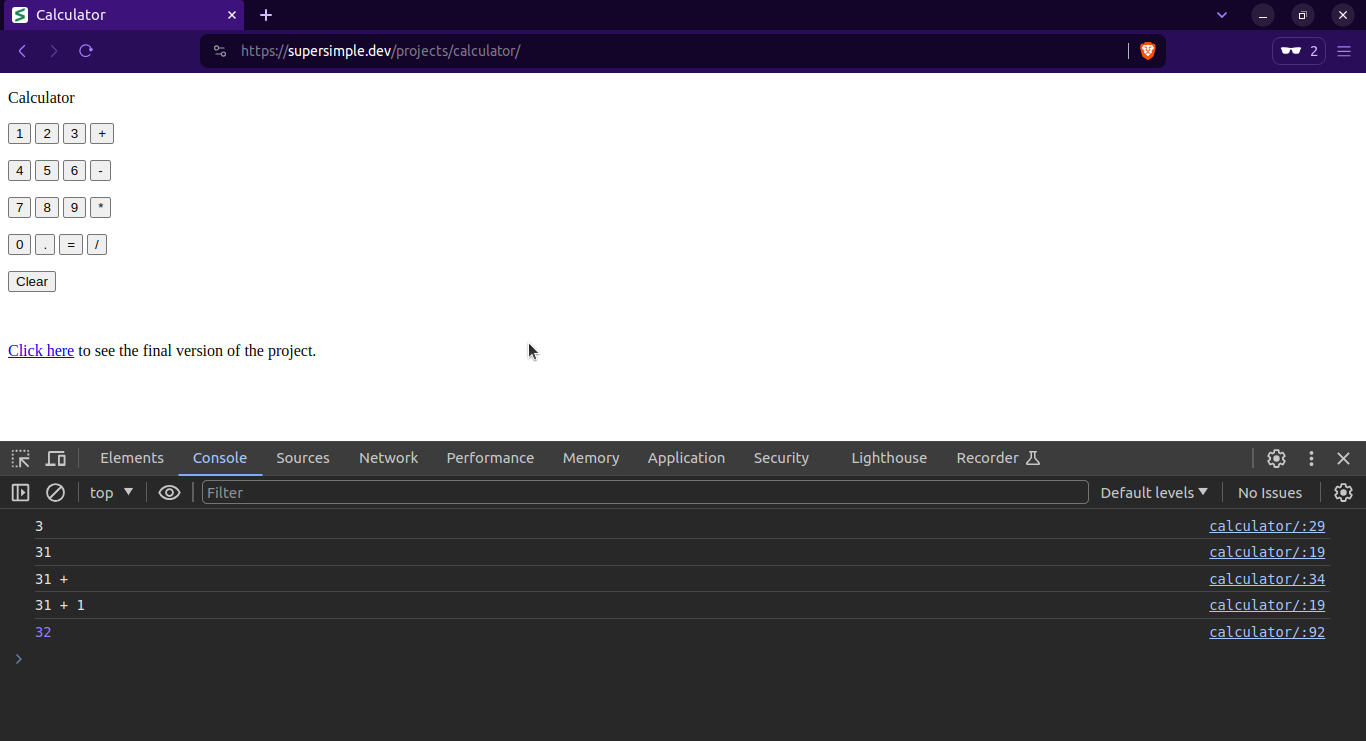 Calculator
https://supersimple.dev/projects/calculator/
2
Calculator
1 2 3 +
4 5 6 -
7 8 9 *
0 . = /
Clear
Click here to see the final version of the project.
Elements Console Sources Network Performance Memory Application Security Lighthouse Recorder
top Filter Default levels No Issues
3 calculator/:29
31 calculator/:19
31 + calculator/:34
31 + 1 calculator/:19
32 calculator/:92